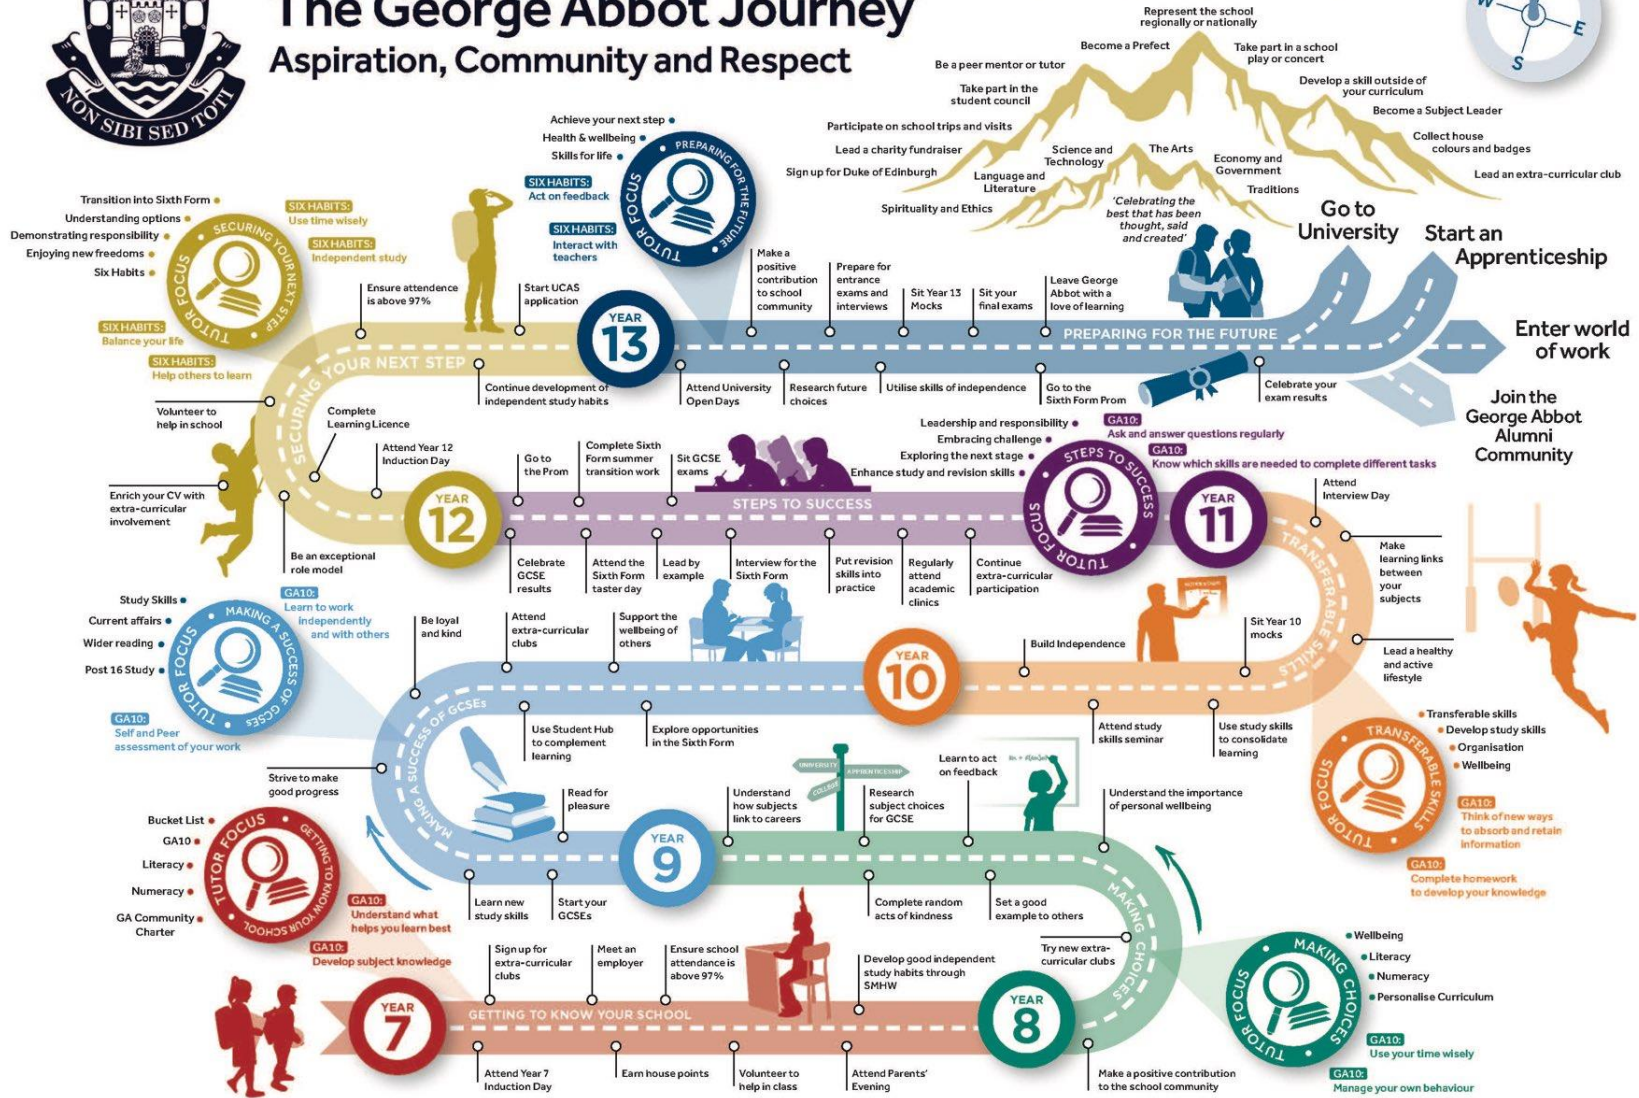 The George Abbot Journey
Aspiration, Community and Respect
NON SIBI SED TOTI
W
E
S
Represent the school
regionally or nationally
Become a Prefect
Take part in a school
play or concert
Be a peer mentor or tutor
Develop a skill outside of
your curriculum
Take part in the
student council
Become a Subject Leader
Participate on school trips and visits
Collect house
colours and badges
Lead a charity fundraiser
Sign up for Duke of Edinburgh
Lead an extra-curricular club
Science and
Technology
The Arts
Economy and
Government
Language and
Literature
Traditions
Spirituality and Ethics
'Celebrating the
best that has been
thought, said
and created'
Achieve your next step
Health & wellbeing
Skills for life
SIX HABITS:
Act on feedback
SIX HABITS:
Interact with
teachers
TUTOR FOCUS
PREPARING FOR THE FUTURE
Transition into Sixth Form
Understanding options
Demonstrating responsibility
Enjoying new freedoms
Six Habits
SIX HABITS:
Use time wisely
SIX HABITS:
Independent study
SIX HABITS:
Balance your life
SIX HABITS:
Help others to learn
TUTOR FOCUS
SECURING YOUR NEXT STEP
Go to
University
Start an
Apprenticeship
Enter world
of work
Join the
George Abbot
Alumni
Community
Ensure attendence
is above 97%
Start UCAS
application
YEAR
13
Make a
positive
contribution
to school
community
Prepare for
entrance
exams and
interviews
Sit Year 13
Mocks
Sit your
final exams
Leave George
Abbot with a
love of learning
PREPARING FOR THE FUTURE
SECURING YOUR NEXT STEP
Continue development of
independent study habits
Attend University
Open Days
Research future
choices
Utilise skills of independence
Go to the
Sixth Form Prom
Celebrate your
exam results
Volunteer to
help in school
Complete
Learning Licence
Attend Year 12
Induction Day
Enrich your CV with
extra-curricular
involvement
Be an exceptional
role model
YEAR
12
Go to
the Prom
Complete Sixth
Form summer
transition work
Sit GCSE
exams
STEPS TO SUCCESS
Leadership and responsibility
Embracing challenge
Exploring the next stage
Enhance study and revision skills
GA10:
Ask and answer questions regularly
GA10:
Know which skills are needed to complete different tasks
TUTOR FOCUS
STEPS TO SUCCESS
YEAR
11
Attend
Interview Day
Make
learning links
between
your
subjects
Celebrate
GCSE
results
Attend the
Sixth Form
taster day
Lead by
example
Interview for the
Sixth Form
Put revision
skills into
practice
Regularly
attend
academic
clinics
Continue
extra-curricular
participation
TRANSFERABLE SKILLS
Study Skills
Current affairs
Wider reading
Post 16 Study
GA10:
Learn to work
independently
and with others
GA10:
Self and Peer
assessment of your work
TUTOR FOCUS
MAKING A SUCCESS OF GCSEs
Be loyal
and kind
Attend
extra-curricular
clubs
Support the
wellbeing of
others
YEAR
10
Build Independence
Sit Year 10
mocks
Lead a healthy
and active
lifestyle
MAKING A SUCCESS OF GCSEs
Use Student Hub
to complement
learning
Explore opportunities
in the Sixth Form
Attend study
skills seminar
Use study skills
to consolidate
learning
Transferable skills
Develop study skills
Organisation
Wellbeing
TUTOR FOCUS
TRANSFERABLE SKILLS
GA10:
Think of new ways
to absorb and retain
information
GA10:
Complete homework
to develop your knowledge
Strive to make
good progress
Read for
pleasure
YEAR
9
UNIVERSITY
APPRENTICESHIP
COLLEGE
Understand
how subjects
link to careers
Research
subject choices
for GCSE
Learn to act
on feedback
Understand the importance
of personal wellbeing
Learn new
study skills
Start your
GCSEs
Complete random
acts of kindness
Set a good
example to others
Try new extra-
curricular clubs
MAKING CHOICES
Bucket List
GA10
Literacy
Numeracy
GA Community
Charter
TUTOR FOCUS
GETTING TO KNOW YOUR SCHOOL
GA10:
Understand what
helps you learn best
GA10:
Develop subject knowledge
Sign up for
extra-curricular
clubs
Meet an
employer
Ensure school
attendance is
above 97%
Develop good independent
study habits through
SMHW
YEAR
7
GETTING TO KNOW YOUR SCHOOL
YEAR
8
Attend Year 7
Induction Day
Earn house points
Volunteer to
help in class
Attend Parents'
Evening
Make a positive contribution
to the school community
TUTOR FOCUS
MAKING CHOICES
Wellbeing
Literacy
Numeracy
Personalise Curriculum
GA10:
Use your time wisely
GA10:
Manage your own behaviour